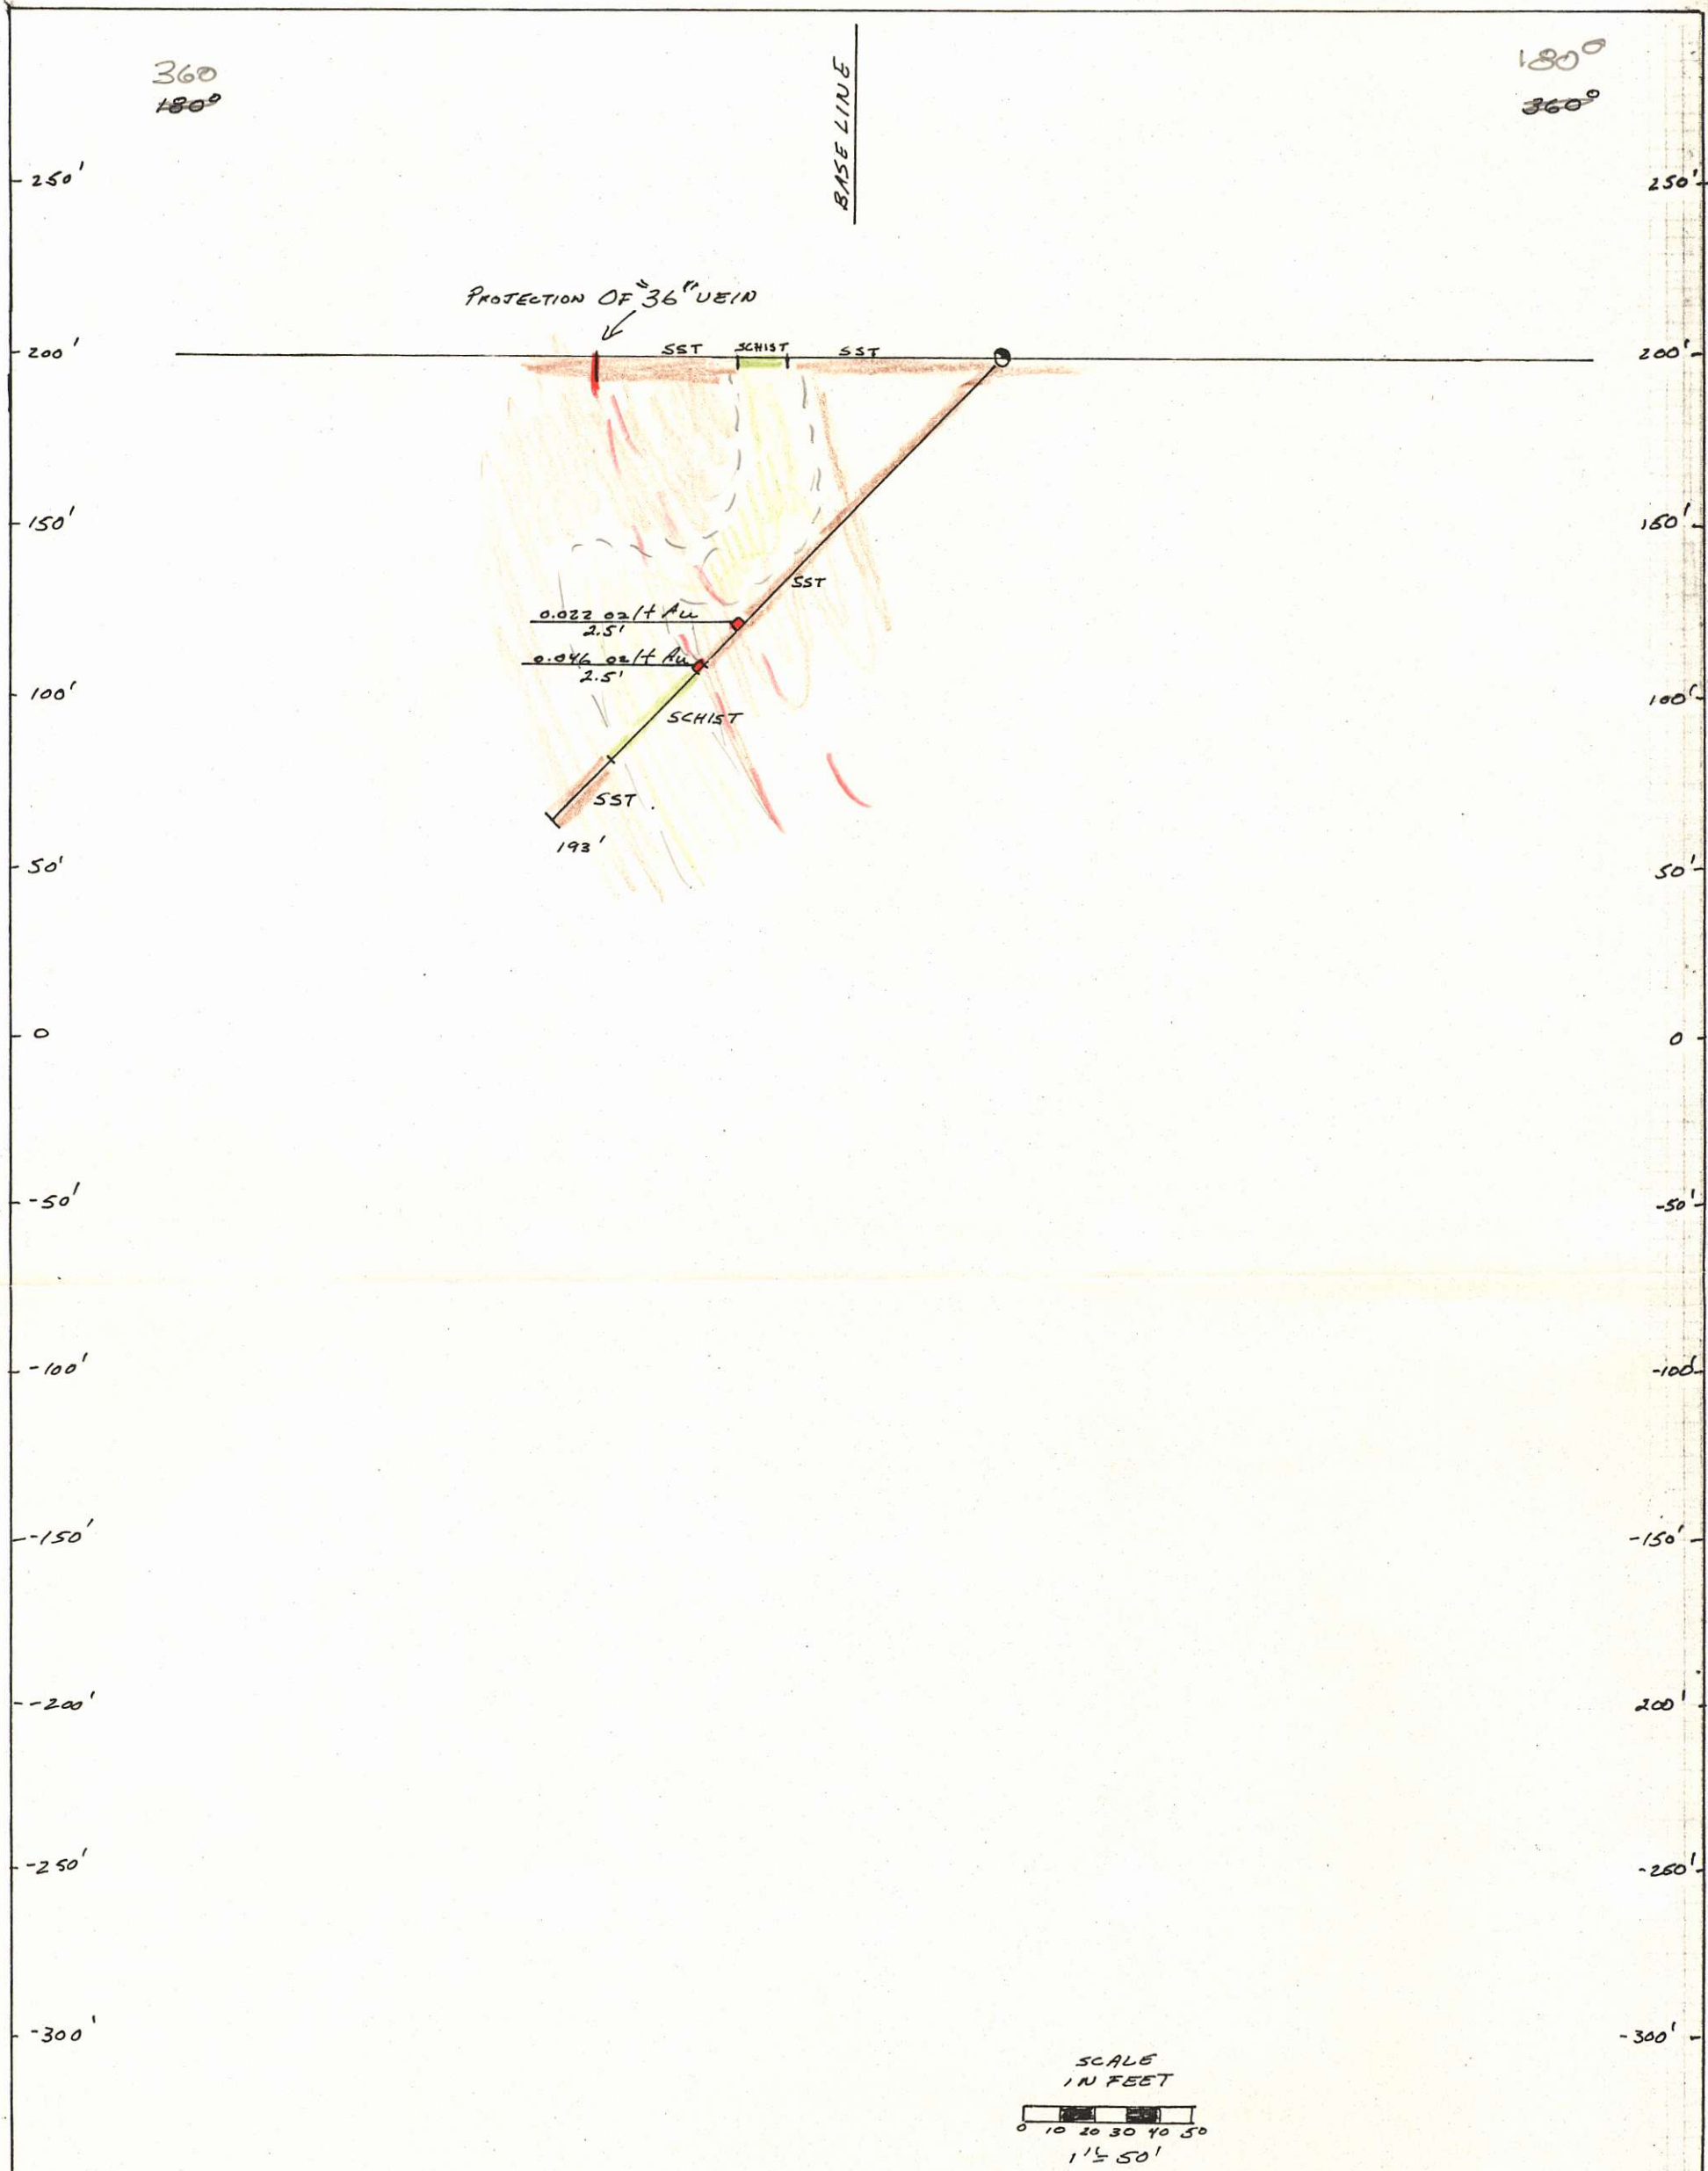 360
180°
180°
360°
BASE LINE
250'
250'
PROJECTION OF "36" VEIN
200'
SST
SCHIST
SST
200'
150'
150'
SST
0.022 oz/t Au
2.5'
0.046 oz/t Au
2.5'
100'
100'
SCHIST
SST
193'
50'
50'
0
0
-50'
-50'
-100'
-100'
-150'
-150'
-200'
200'
-250'
-250'
-300'
-300'
SCALE
IN FEET
0 10 20 30 40 50
1"= 50'